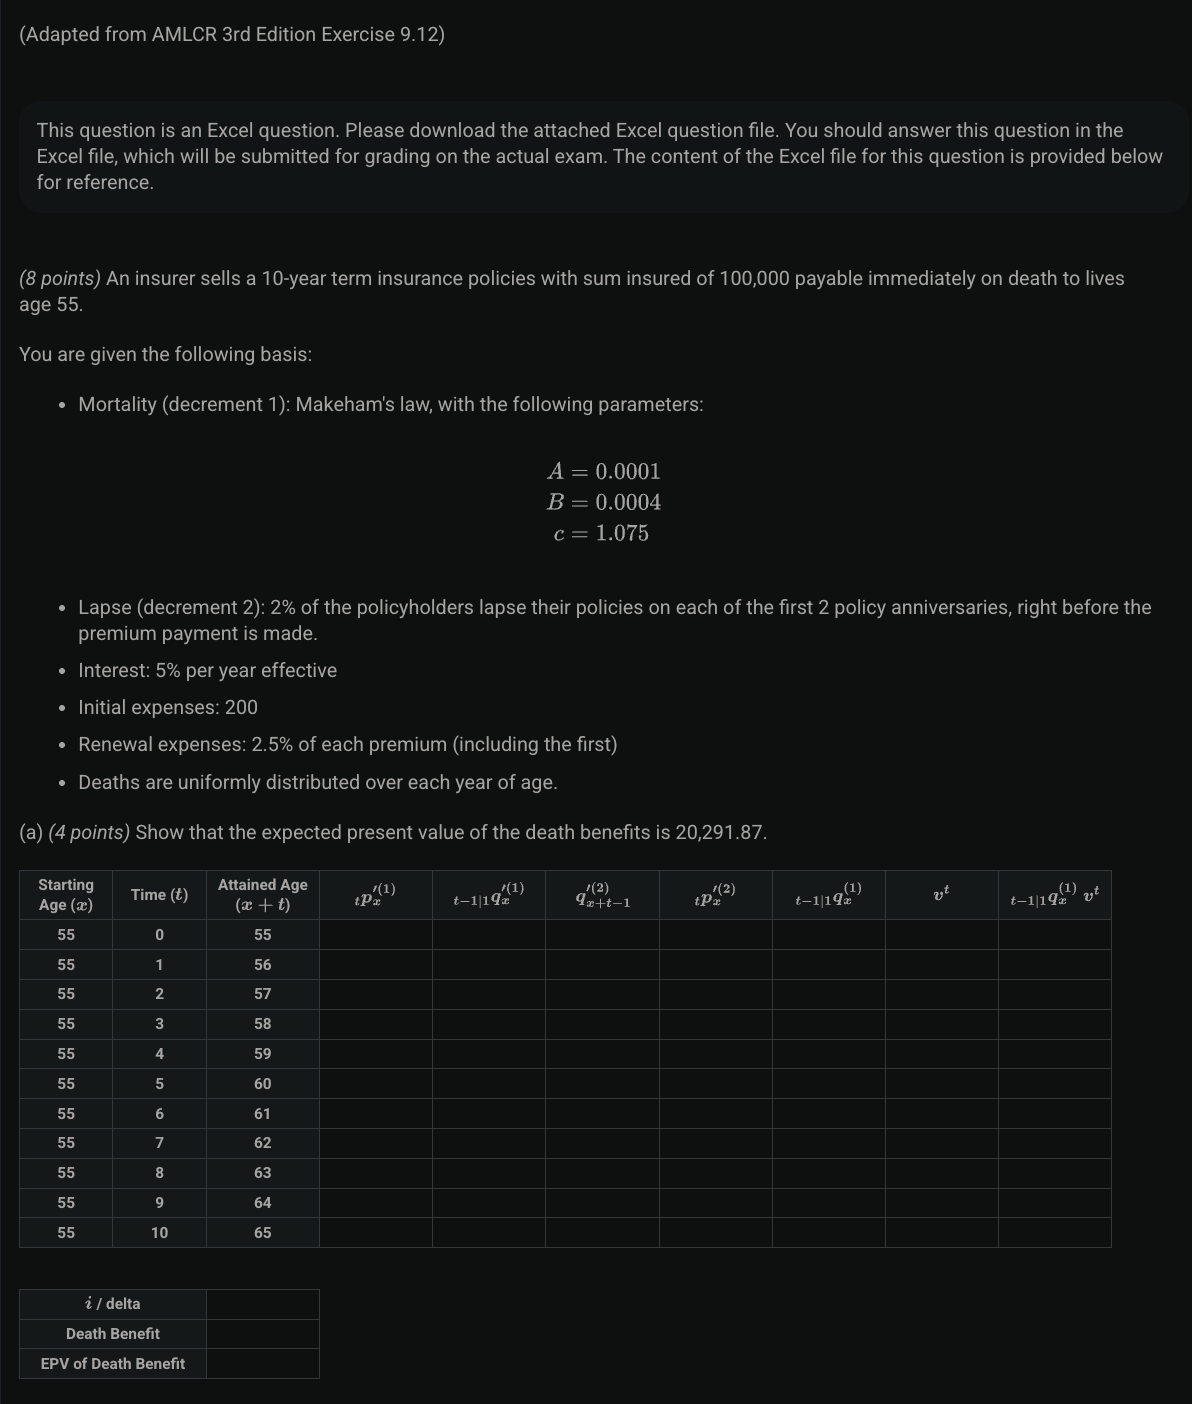 (Adapted from AMLCR 3rd Edition Exercise 9.12)
This question is an Excel question. Please download the attached Excel question file. You should answer this question in the
Excel file, which will be submitted for grading on the actual exam. The content of the Excel file for this question is provided below
for reference.
(8 points) An insurer sells a 10-year term insurance policies with sum insured of 100,000 payable immediately on death to lives
age 55.
You are given the following basis:
• Mortality (decrement 1): Makeham's law, with the following parameters:
A = 0.0001
B = 0.0004
c = 1.075
• Lapse (decrement 2): 2% of the policyholders lapse their policies on each of the first 2 policy anniversaries, right before the
premium payment is made.
• Interest: 5% per year effective
• Initial expenses: 200
• Renewal expenses: 2.5% of each premium (including the first)
• Deaths are uniformly distributed over each year of age.
(a) (4 points) Show that the expected present value of the death benefits is 20,291.87.
Starting Age (x) Time (t) Attained Age (x + t) ₜp′ₓ⁽¹⁾ ₜ₋₁|₁q′ₓ⁽¹⁾ q′ₓ₊ₜ₋₁⁽²⁾ ₜp′ₓ⁽²⁾ ₜ₋₁|₁qₓ⁽¹⁾ vᵗ ₜ₋₁|₁qₓ⁽¹⁾ vᵗ
55 0 55
55 1 56
55 2 57
55 3 58
55 4 59
55 5 60
55 6 61
55 7 62
55 8 63
55 9 64
55 10 65
i / delta
Death Benefit
EPV of Death Benefit